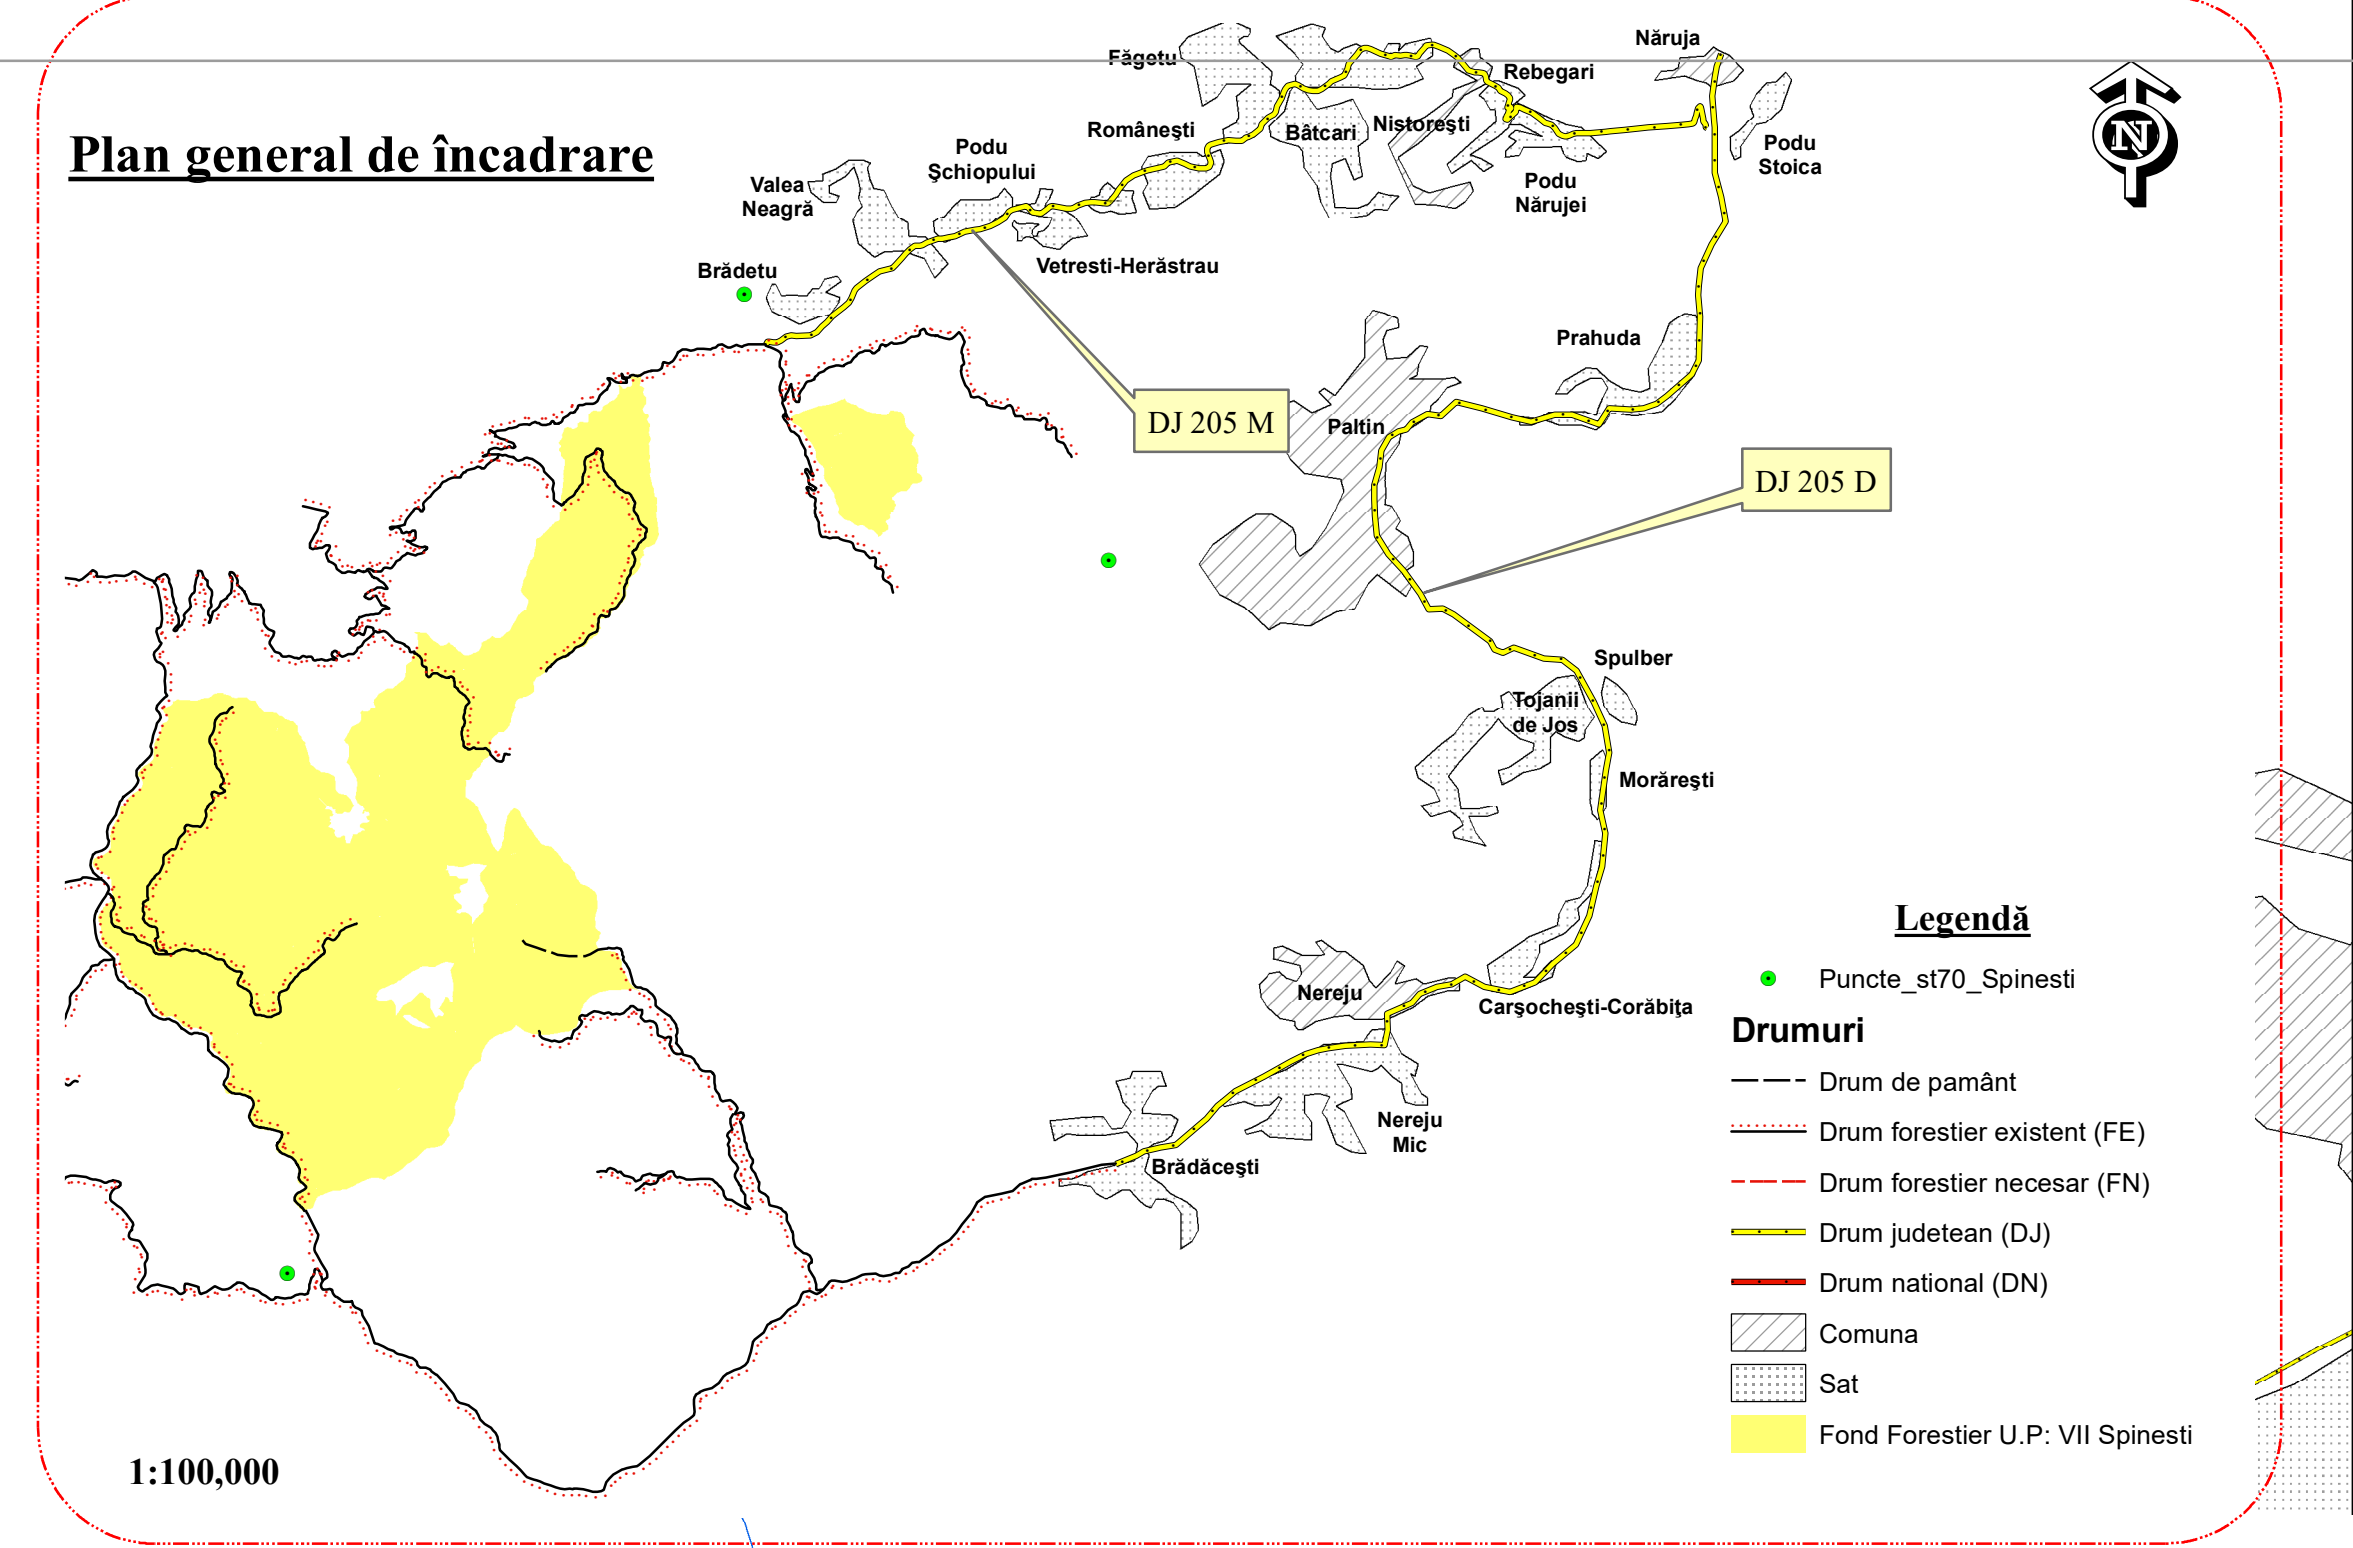 Plan general de încadrare
Făgetu
Năruja
Rebegari
Româneşti
Bâtcari
Nistoreşti
Podu
Stoica
Podu
Şchiopului
Podu
Nărujei
Valea
Neagră
Vetresti-Herăstrau
Brădetu
N
Prahuda
DJ 205 M
Paltin
DJ 205 D
Spulber
Tojanii
de Jos
Morăreşti
Nereju
Carşocheşti-Corăbiţa
Nereju
Mic
Brădăceşti
Legendă
Puncte_st70_Spinesti
Drumuri
Drum de pamânt
Drum forestier existent (FE)
Drum forestier necesar (FN)
Drum judetean (DJ)
Drum national (DN)
Comuna
Sat
Fond Forestier U.P: VII Spinesti
1:100,000